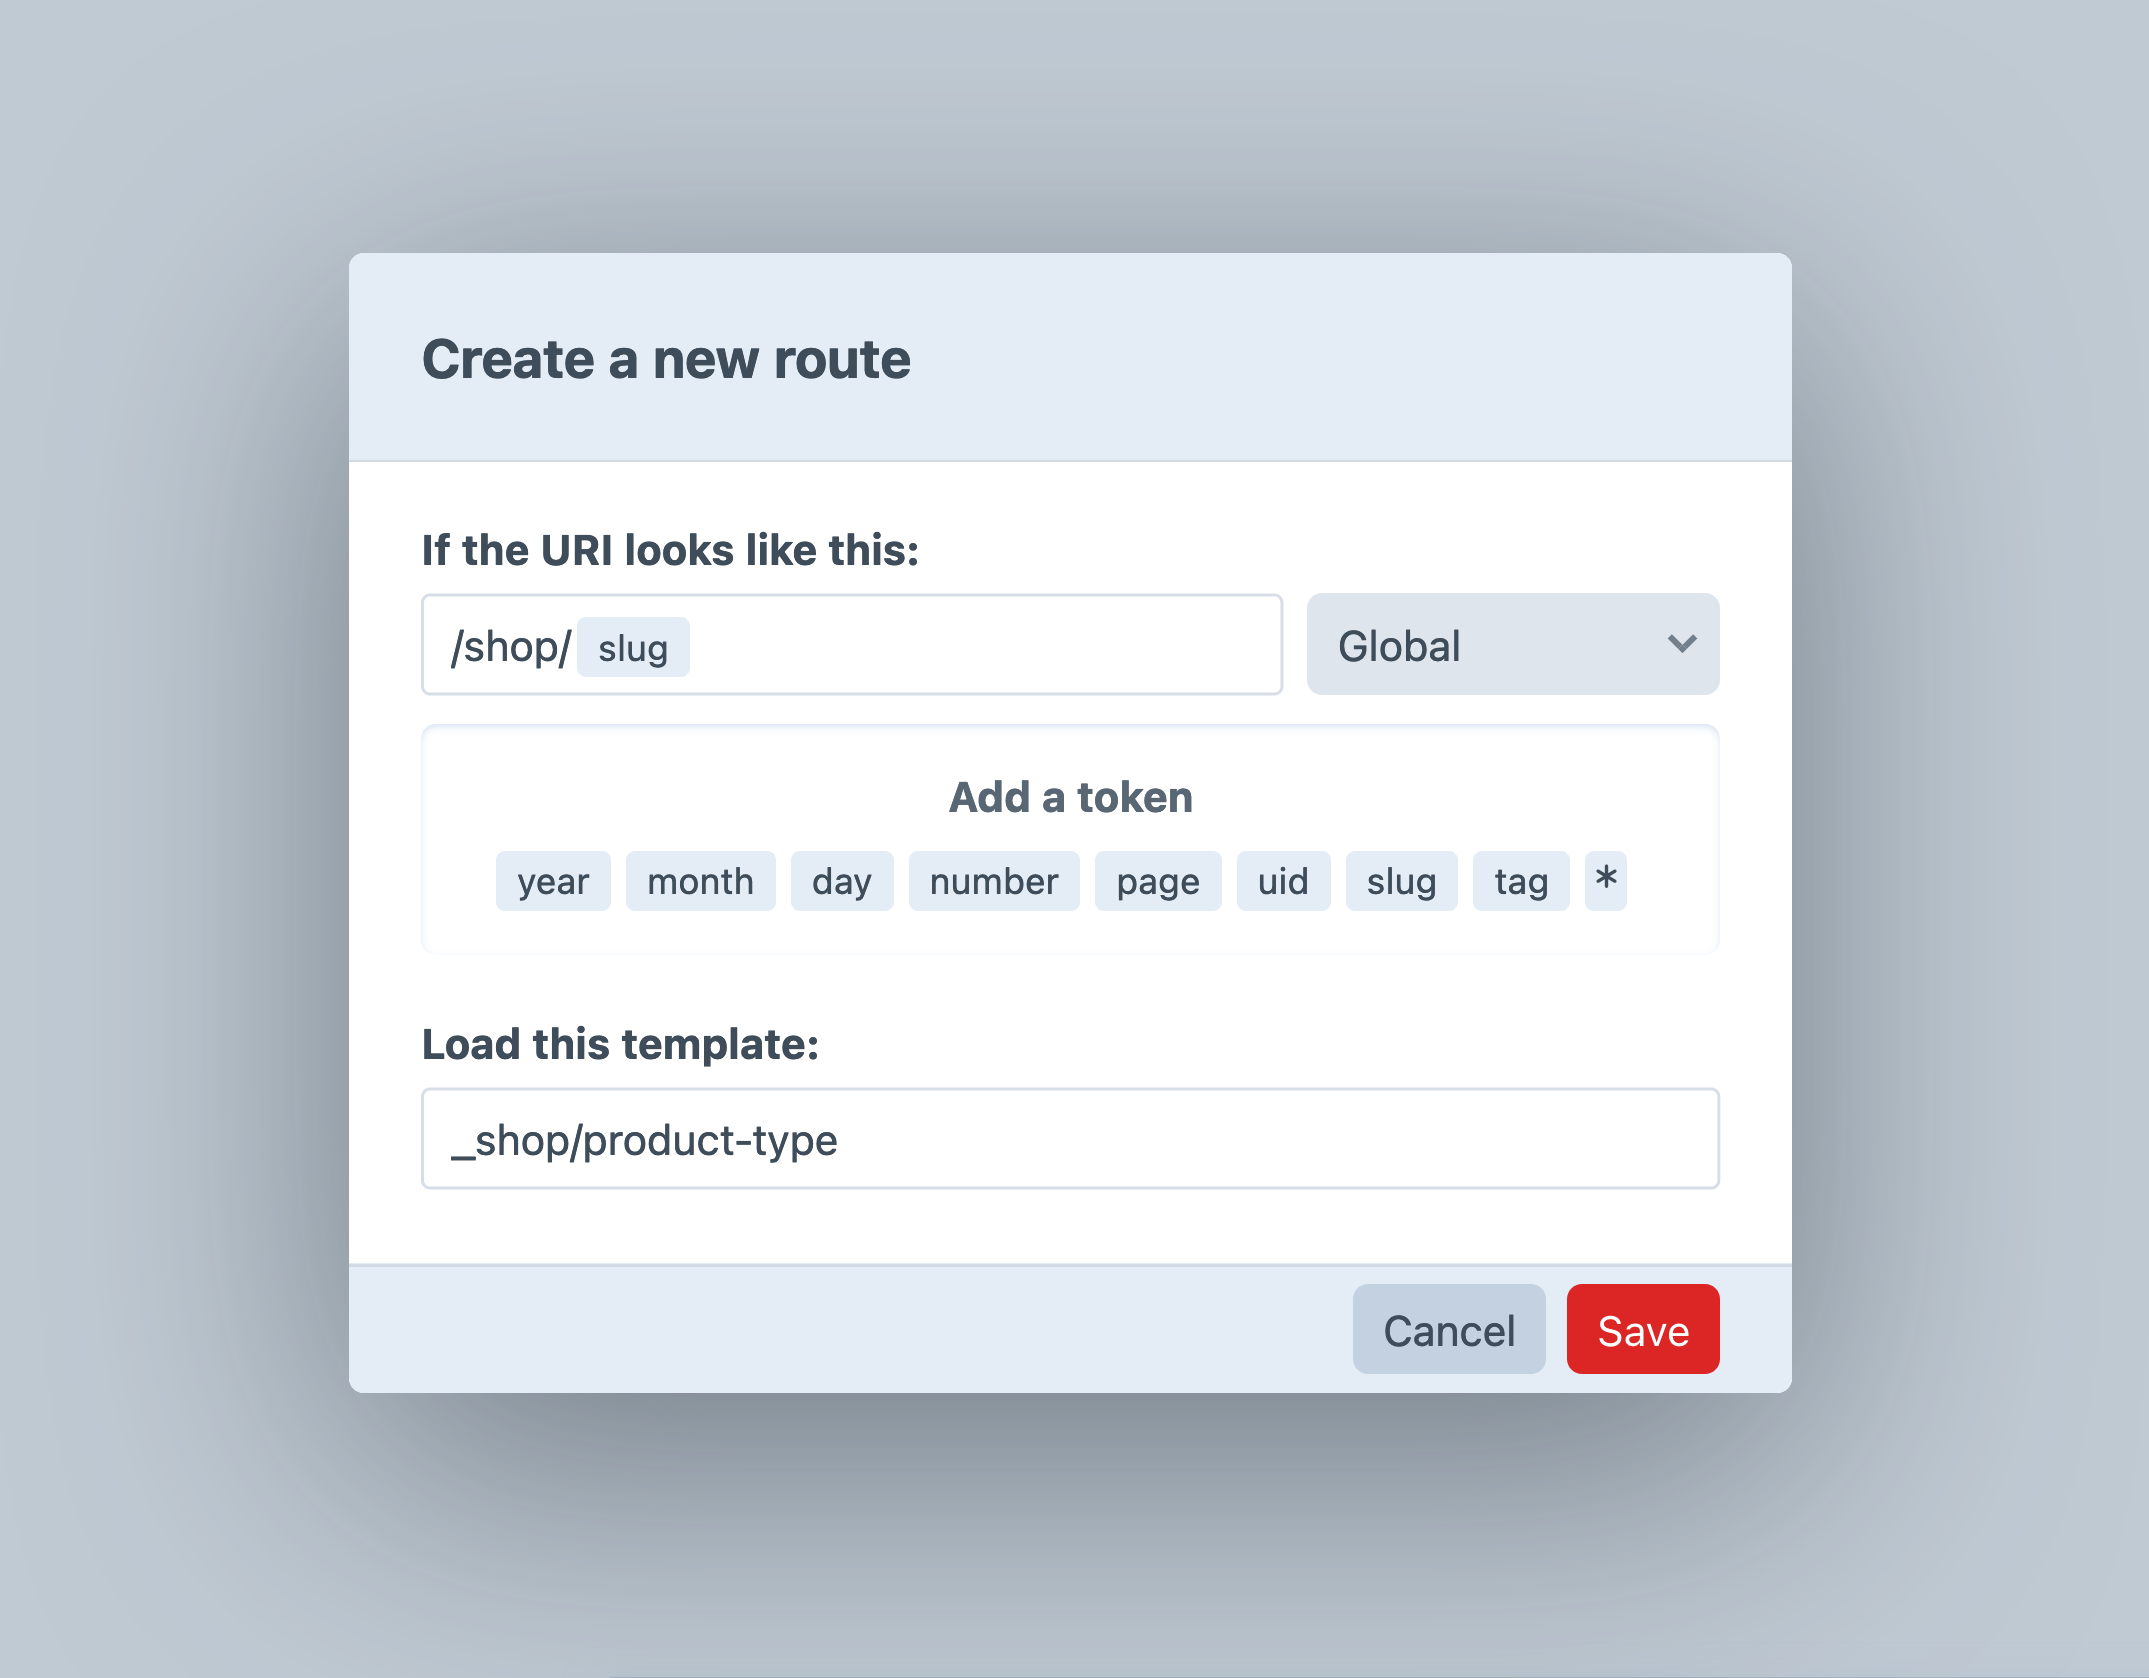 Create a new route
If the URI looks like this:
/shop/ slug Global
Add a token
year month day number page uid slug tag *
Load this template:
_shop/product-type
Cancel Save